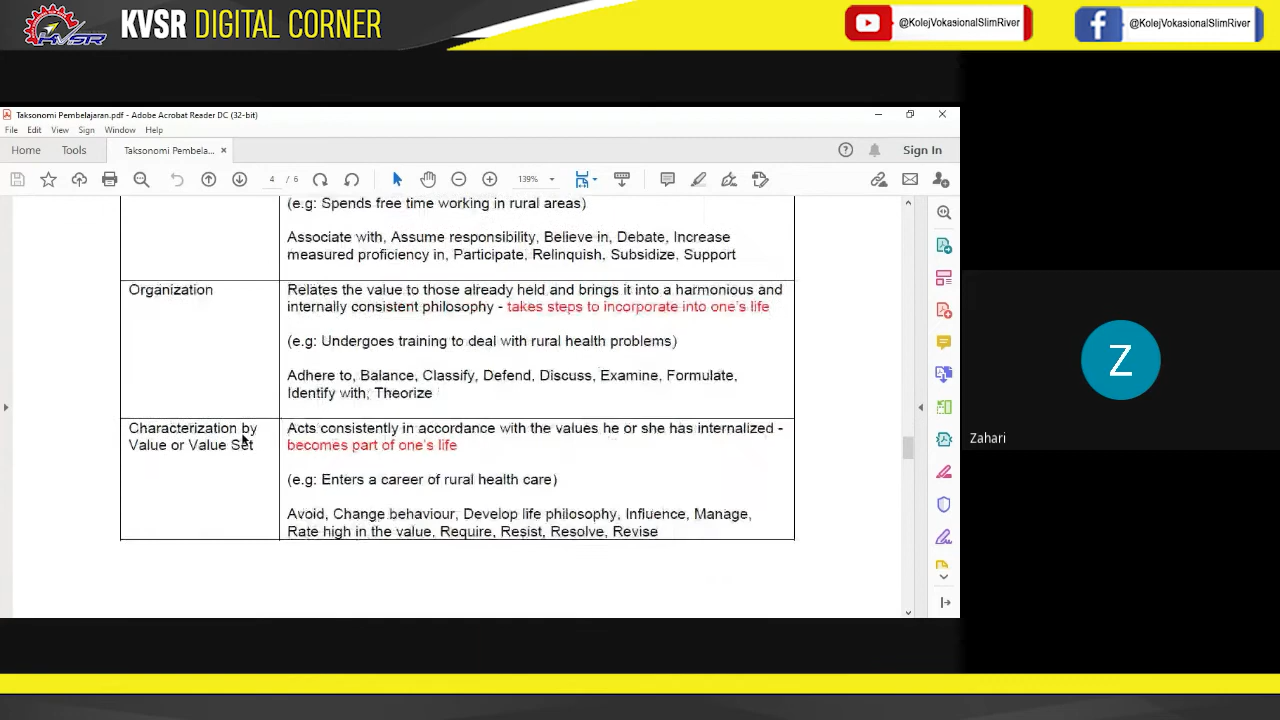 KVSR DIGITAL CORNER
KVSR
@KolejVokasionalSlimRiver
@KolejVokasionalSlimRiver
Taksonomi Pembelajaran.pdf - Adobe Acrobat Reader DC (32-bit)
File Edit View Sign Window Help
Home Tools Taksonomi Pembela... × Sign In
4 / 6 139%
(e.g: Spends free time working in rural areas)
Associate with, Assume responsibility, Believe in, Debate, Increase
measured proficiency in, Participate, Relinquish, Subsidize, Support
Organization
Relates the value to those already held and brings it into a harmonious and
internally consistent philosophy - takes steps to incorporate into one's life
(e.g: Undergoes training to deal with rural health problems)
Adhere to, Balance, Classify, Defend, Discuss, Examine, Formulate,
Identify with, Theorize
Characterization by
Value or Value Set
Acts consistently in accordance with the values he or she has internalized -
becomes part of one's life
(e.g: Enters a career of rural health care)
Avoid, Change behaviour, Develop life philosophy, Influence, Manage,
Rate high in the value, Require, Resist, Resolve, Revise
Z
Zahari